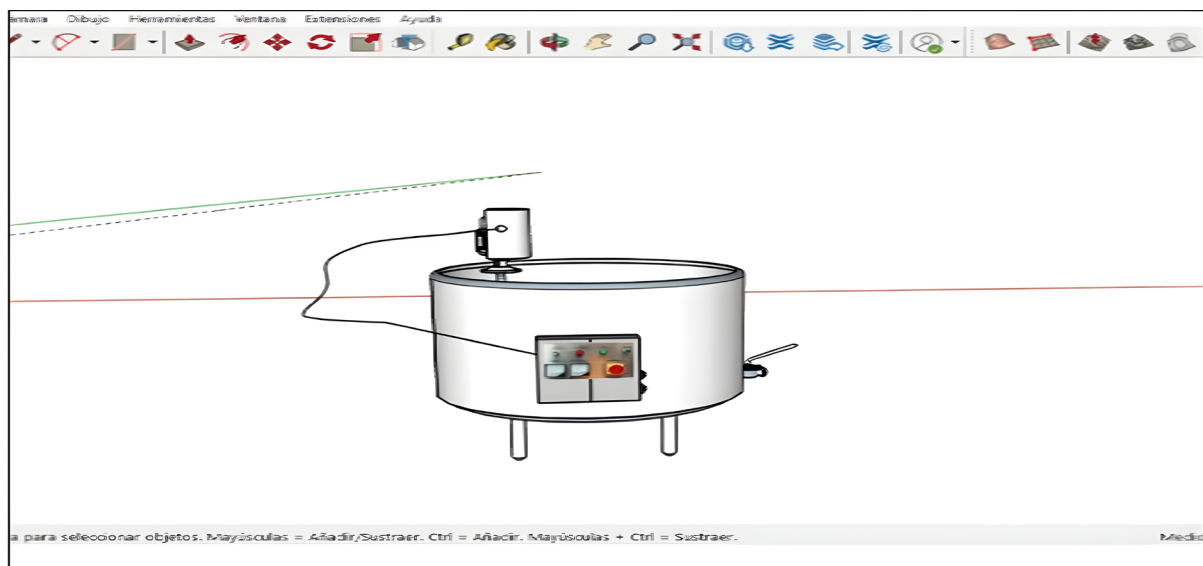 Dibujo Herramientas Ventana Extensiones Ayuda
para seleccionar objetos. Mayúsculas = Añadir/Sustraer. Ctrl = Añadir. Mayúsculas + Ctrl = Sustraer.